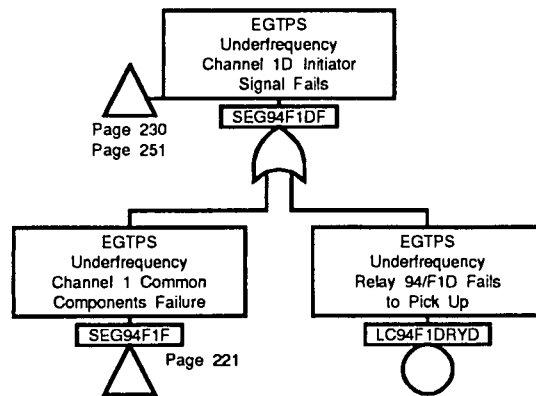 EGTPS
Underfrequency
Channel 1D Initiator
Signal Fails
SEG94F1DF
Page 230
Page 251
EGTPS
Underfrequency
Channel 1 Common
Components Failure
SEG94F1F
Page 221
EGTPS
Underfrequency
Relay 94/F1D Fails
to Pick Up
LC94F1DRYD